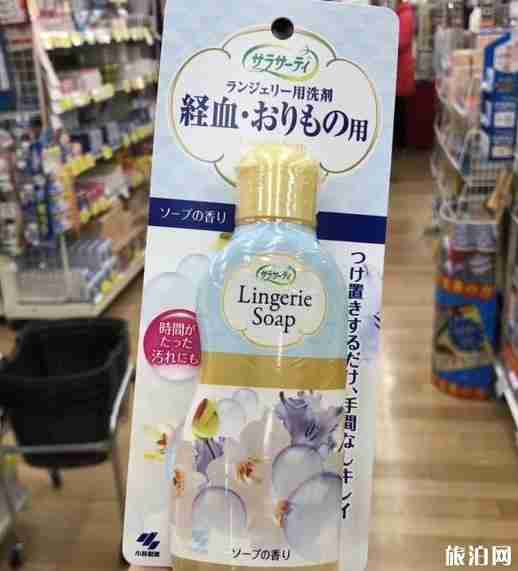 サラサーティ
ランジェリー用洗剤
経血・おりもの用
ソープの香り
サラサーティ
Lingerie
Soap
時間が
たった
汚れにも
つけ置きするだけ、手間なしキレイ
小林製薬
ソープの香り
旅泊网